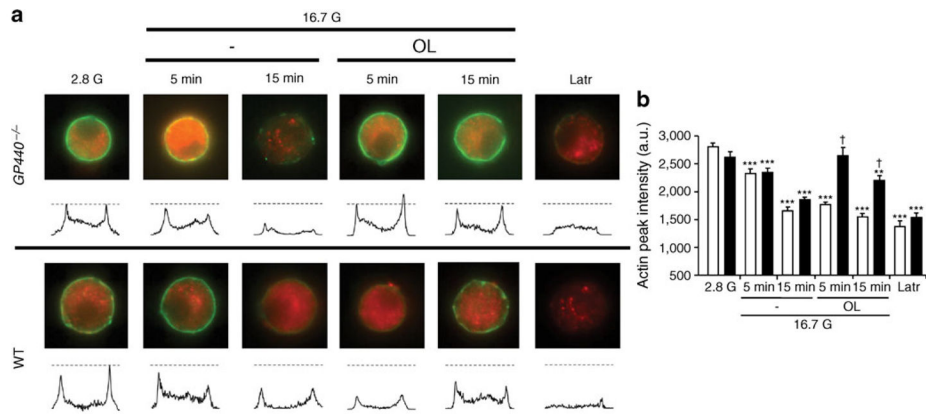 a
16.7 G
-
OL
2.8 G
5 min
15 min
5 min
15 min
Latr
GP440−/−
WT
b
Actin peak intensity (a.u.)
3,000
2,500
2,000
1,500
1,000
500
***
***
***
***
***
†
***
†
**
***
***
2.8 G
5 min
15 min
5 min
15 min
Latr
-
OL
16.7 G